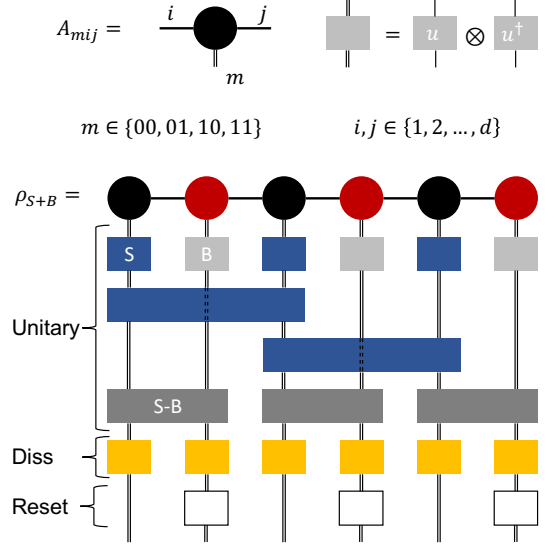 A_{mij} =
i
j
m
= u ⊗ u†
m ∈ {00, 01, 10, 11}
i, j ∈ {1, 2, …, d}
ρ_{S+B} =
S
B
Unitary
S-B
Diss
Reset